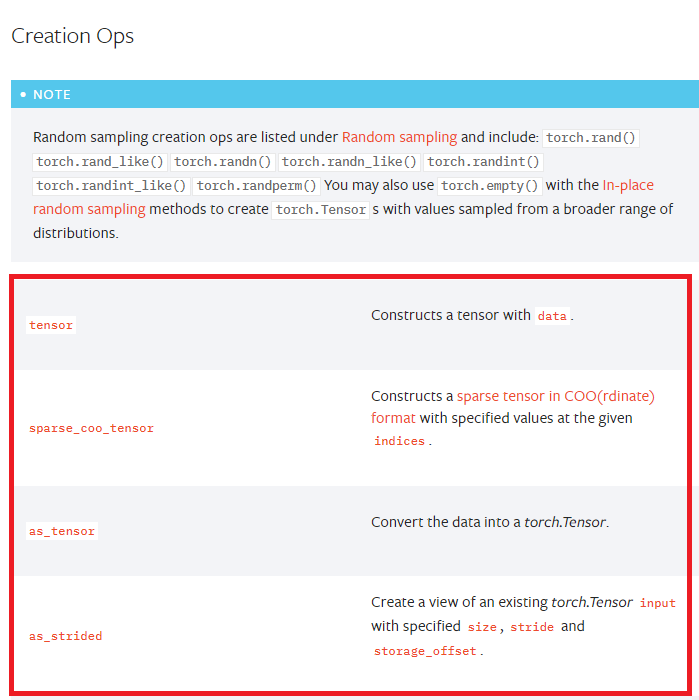 Creation Ops
NOTE
Random sampling creation ops are listed under Random sampling and include: torch.rand()
torch.rand_like() torch.randn() torch.randn_like() torch.randint()
torch.randint_like() torch.randperm() You may also use torch.empty() with the In-place
random sampling methods to create torch.Tensor s with values sampled from a broader range of
distributions.
tensor
Constructs a tensor with data.
sparse_coo_tensor
Constructs a sparse tensor in COO(rdinate)
format with specified values at the given
indices.
as_tensor
Convert the data into a torch.Tensor.
as_strided
Create a view of an existing torch.Tensor input
with specified size, stride and
storage_offset.